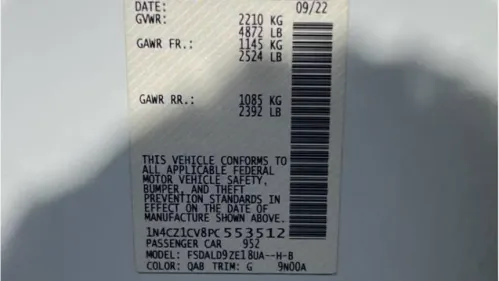 DATE: 09/22
GVWR: 2210 KG
4872 LB
GAWR FR.: 1145 KG
2524 LB
GAWR RR.: 1085 KG
2392 LB
THIS VEHICLE CONFORMS TO
ALL APPLICABLE FEDERAL
MOTOR VEHICLE SAFETY,
BUMPER, AND THEFT
PREVENTION STANDARDS IN
EFFECT ON THE DATE OF
MANUFACTURE SHOWN ABOVE.
1N4CZ1CV8PC553512
PASSENGER CAR 9S2
MODEL: FSDALD9ZE18UA--H-B
COLOR: QAB TRIM: G 9N00A